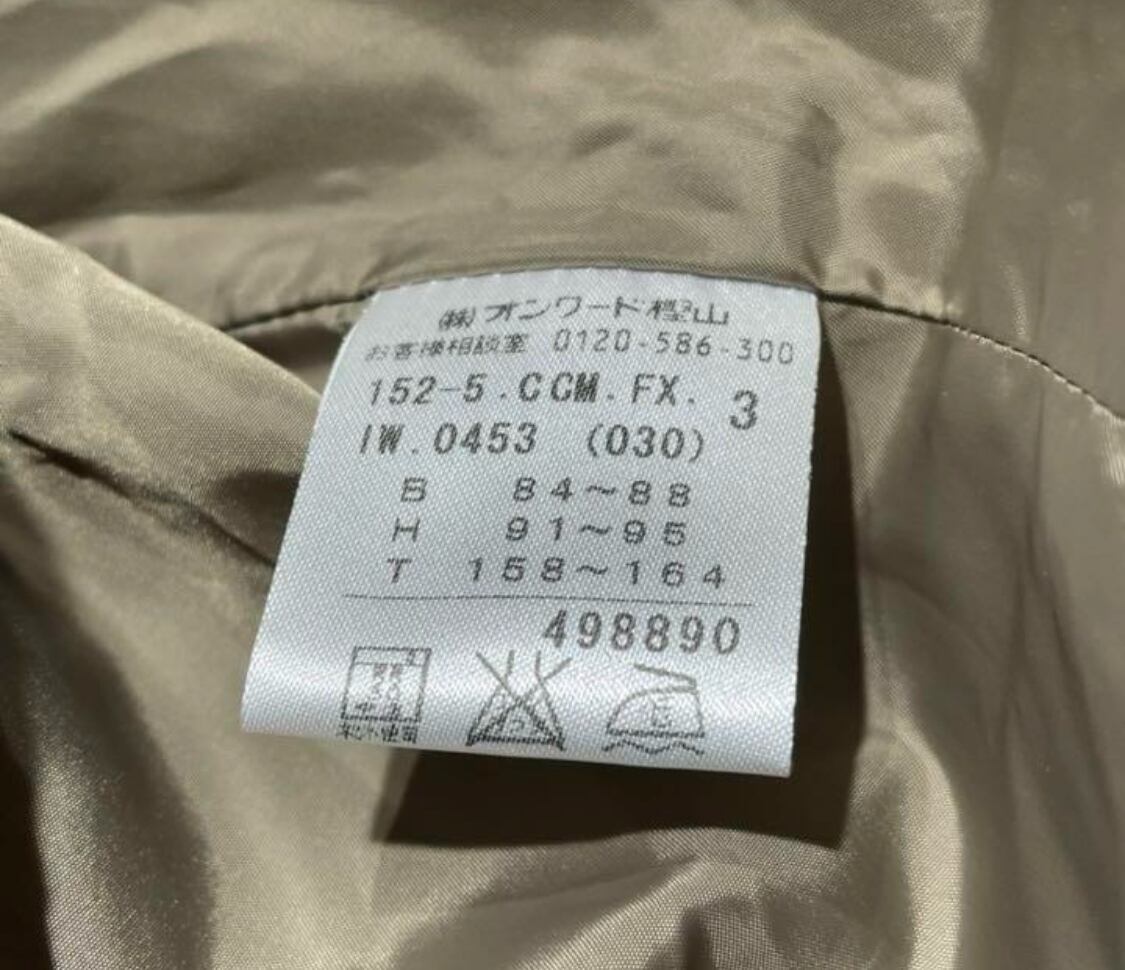 (株)オンワード樫山
お客様相談室 0120-586-300
152-5.CCM.FX. 3
IW.0453 (030)
B 84～88
H 91～95
T 158～164
498890